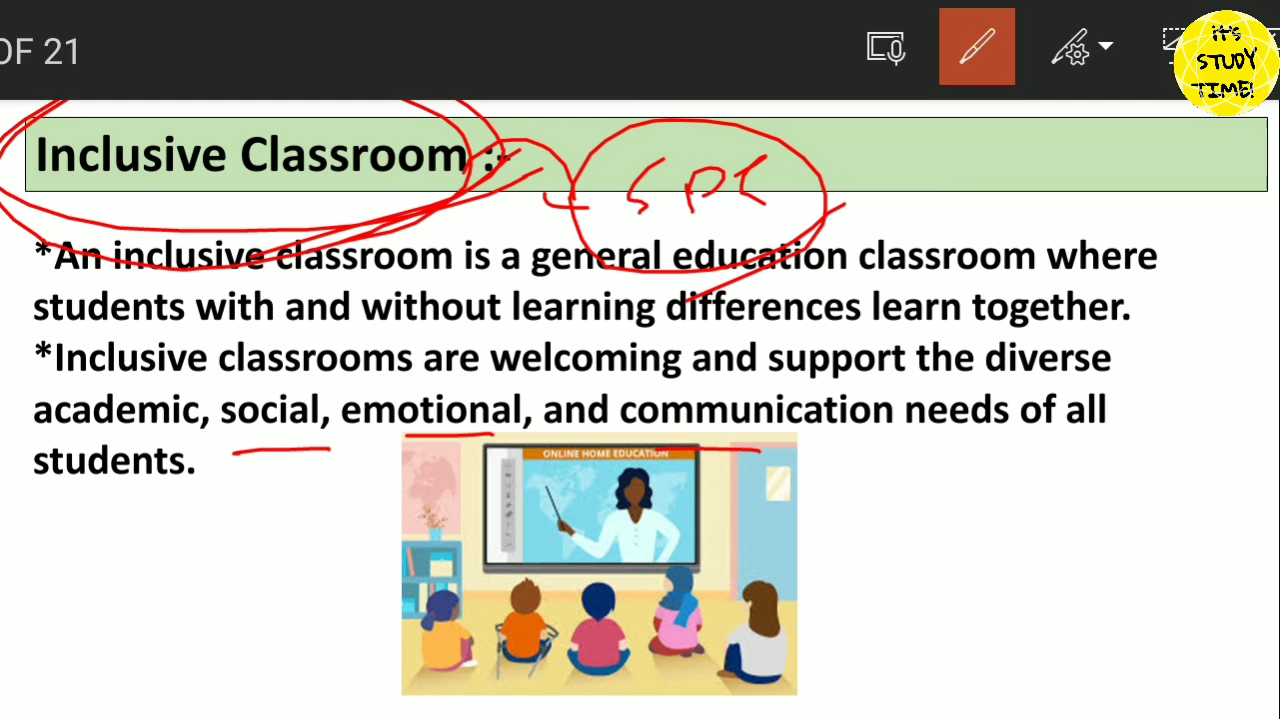 OF 21
IT'S
STUDY
TIME!
Inclusive Classroom :-
*An inclusive classroom is a general education classroom where
students with and without learning differences learn together.
*Inclusive classrooms are welcoming and support the diverse
academic, social, emotional, and communication needs of all
students.
ONLINE HOME EDUCATION